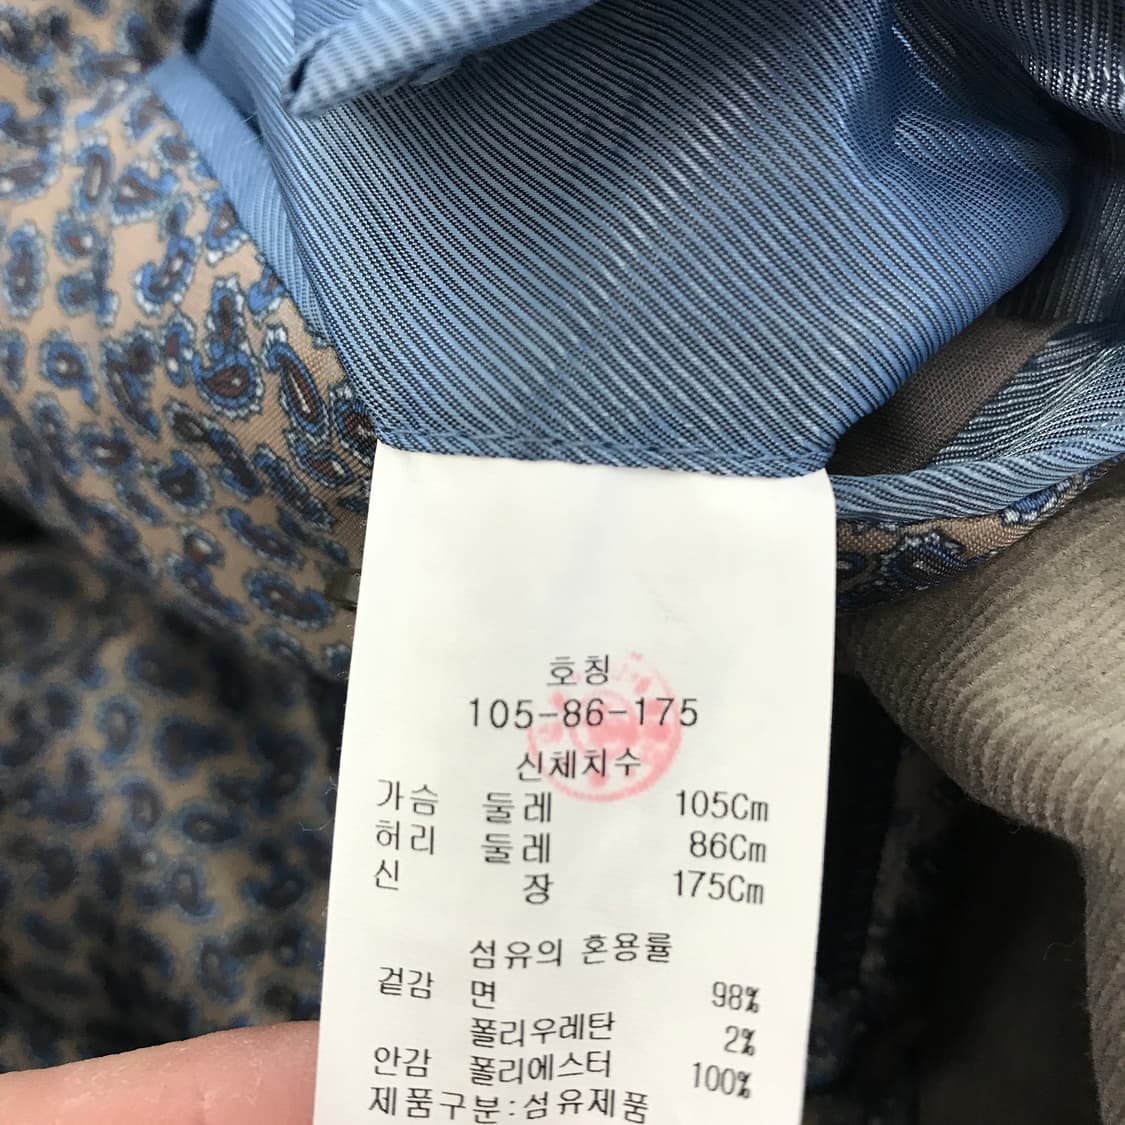 호칭
105-86-175
신체치수
가슴 둘레 105Cm
허리 둘레 86Cm
신 장 175Cm
섬유의 혼용률
겉감 면 98%
폴리우레탄 2%
안감 폴리에스터 100%
제품구분:섬유제품